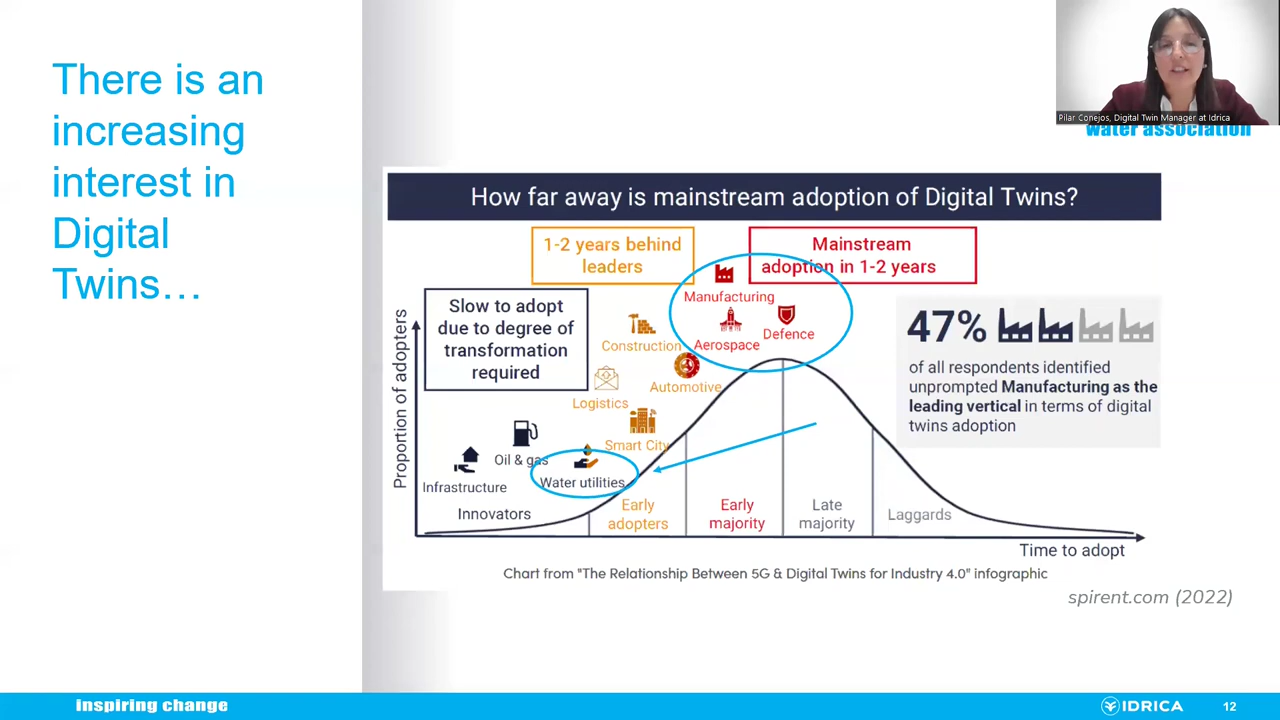 There is an
increasing
interest in
Digital
Twins…
Pilar Conejos, Digital Twin Manager at Idrica
water association
How far away is mainstream adoption of Digital Twins?
1-2 years behind
leaders
Mainstream
adoption in 1-2 years
Slow to adopt
due to degree of
transformation
required
Manufacturing
Defence
Aerospace
Construction
Automotive
Logistics
Smart City
Oil & gas
Water utilities
Infrastructure
Innovators
Early
adopters
Early
majority
Late
majority
Laggards
Proportion of adopters
Time to adopt
47%
of all respondents identified
unprompted Manufacturing as the
leading vertical in terms of digital
twins adoption
Chart from "The Relationship Between 5G & Digital Twins for Industry 4.0" infographic
spirent.com (2022)
inspiring change
IDRICA
12